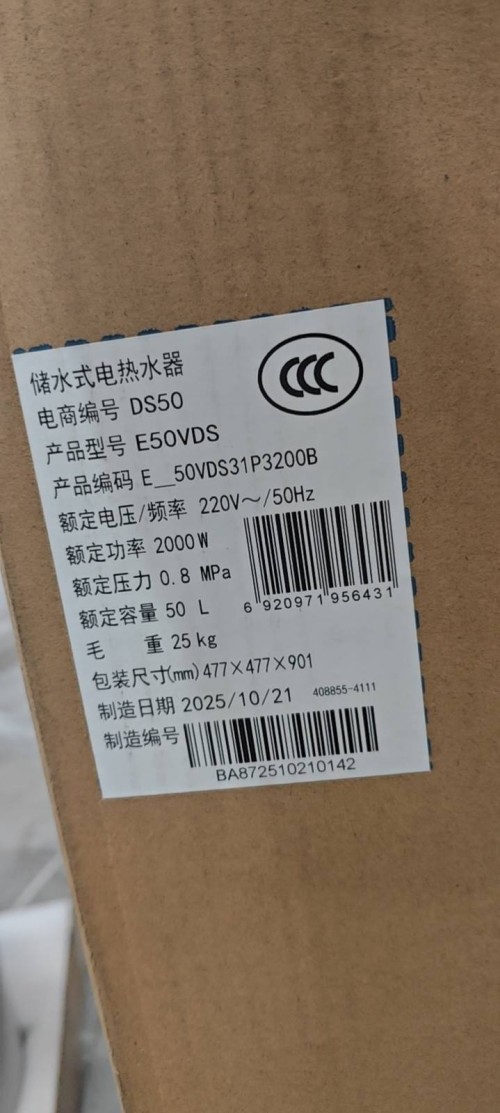 储水式电热水器
CCC
电商编号 DS50
产品型号 E50VDS
产品编码 E__50VDS31P3200B
额定电压/频率 220V～/50Hz
额定功率 2000W
额定压力 0.8 MPa
额定容量 50 L
6 920971 956431
毛 重 25 kg
包装尺寸(mm) 477×477×901
制造日期 2025/10/21
408855-4111
制造编号
BA872510210142